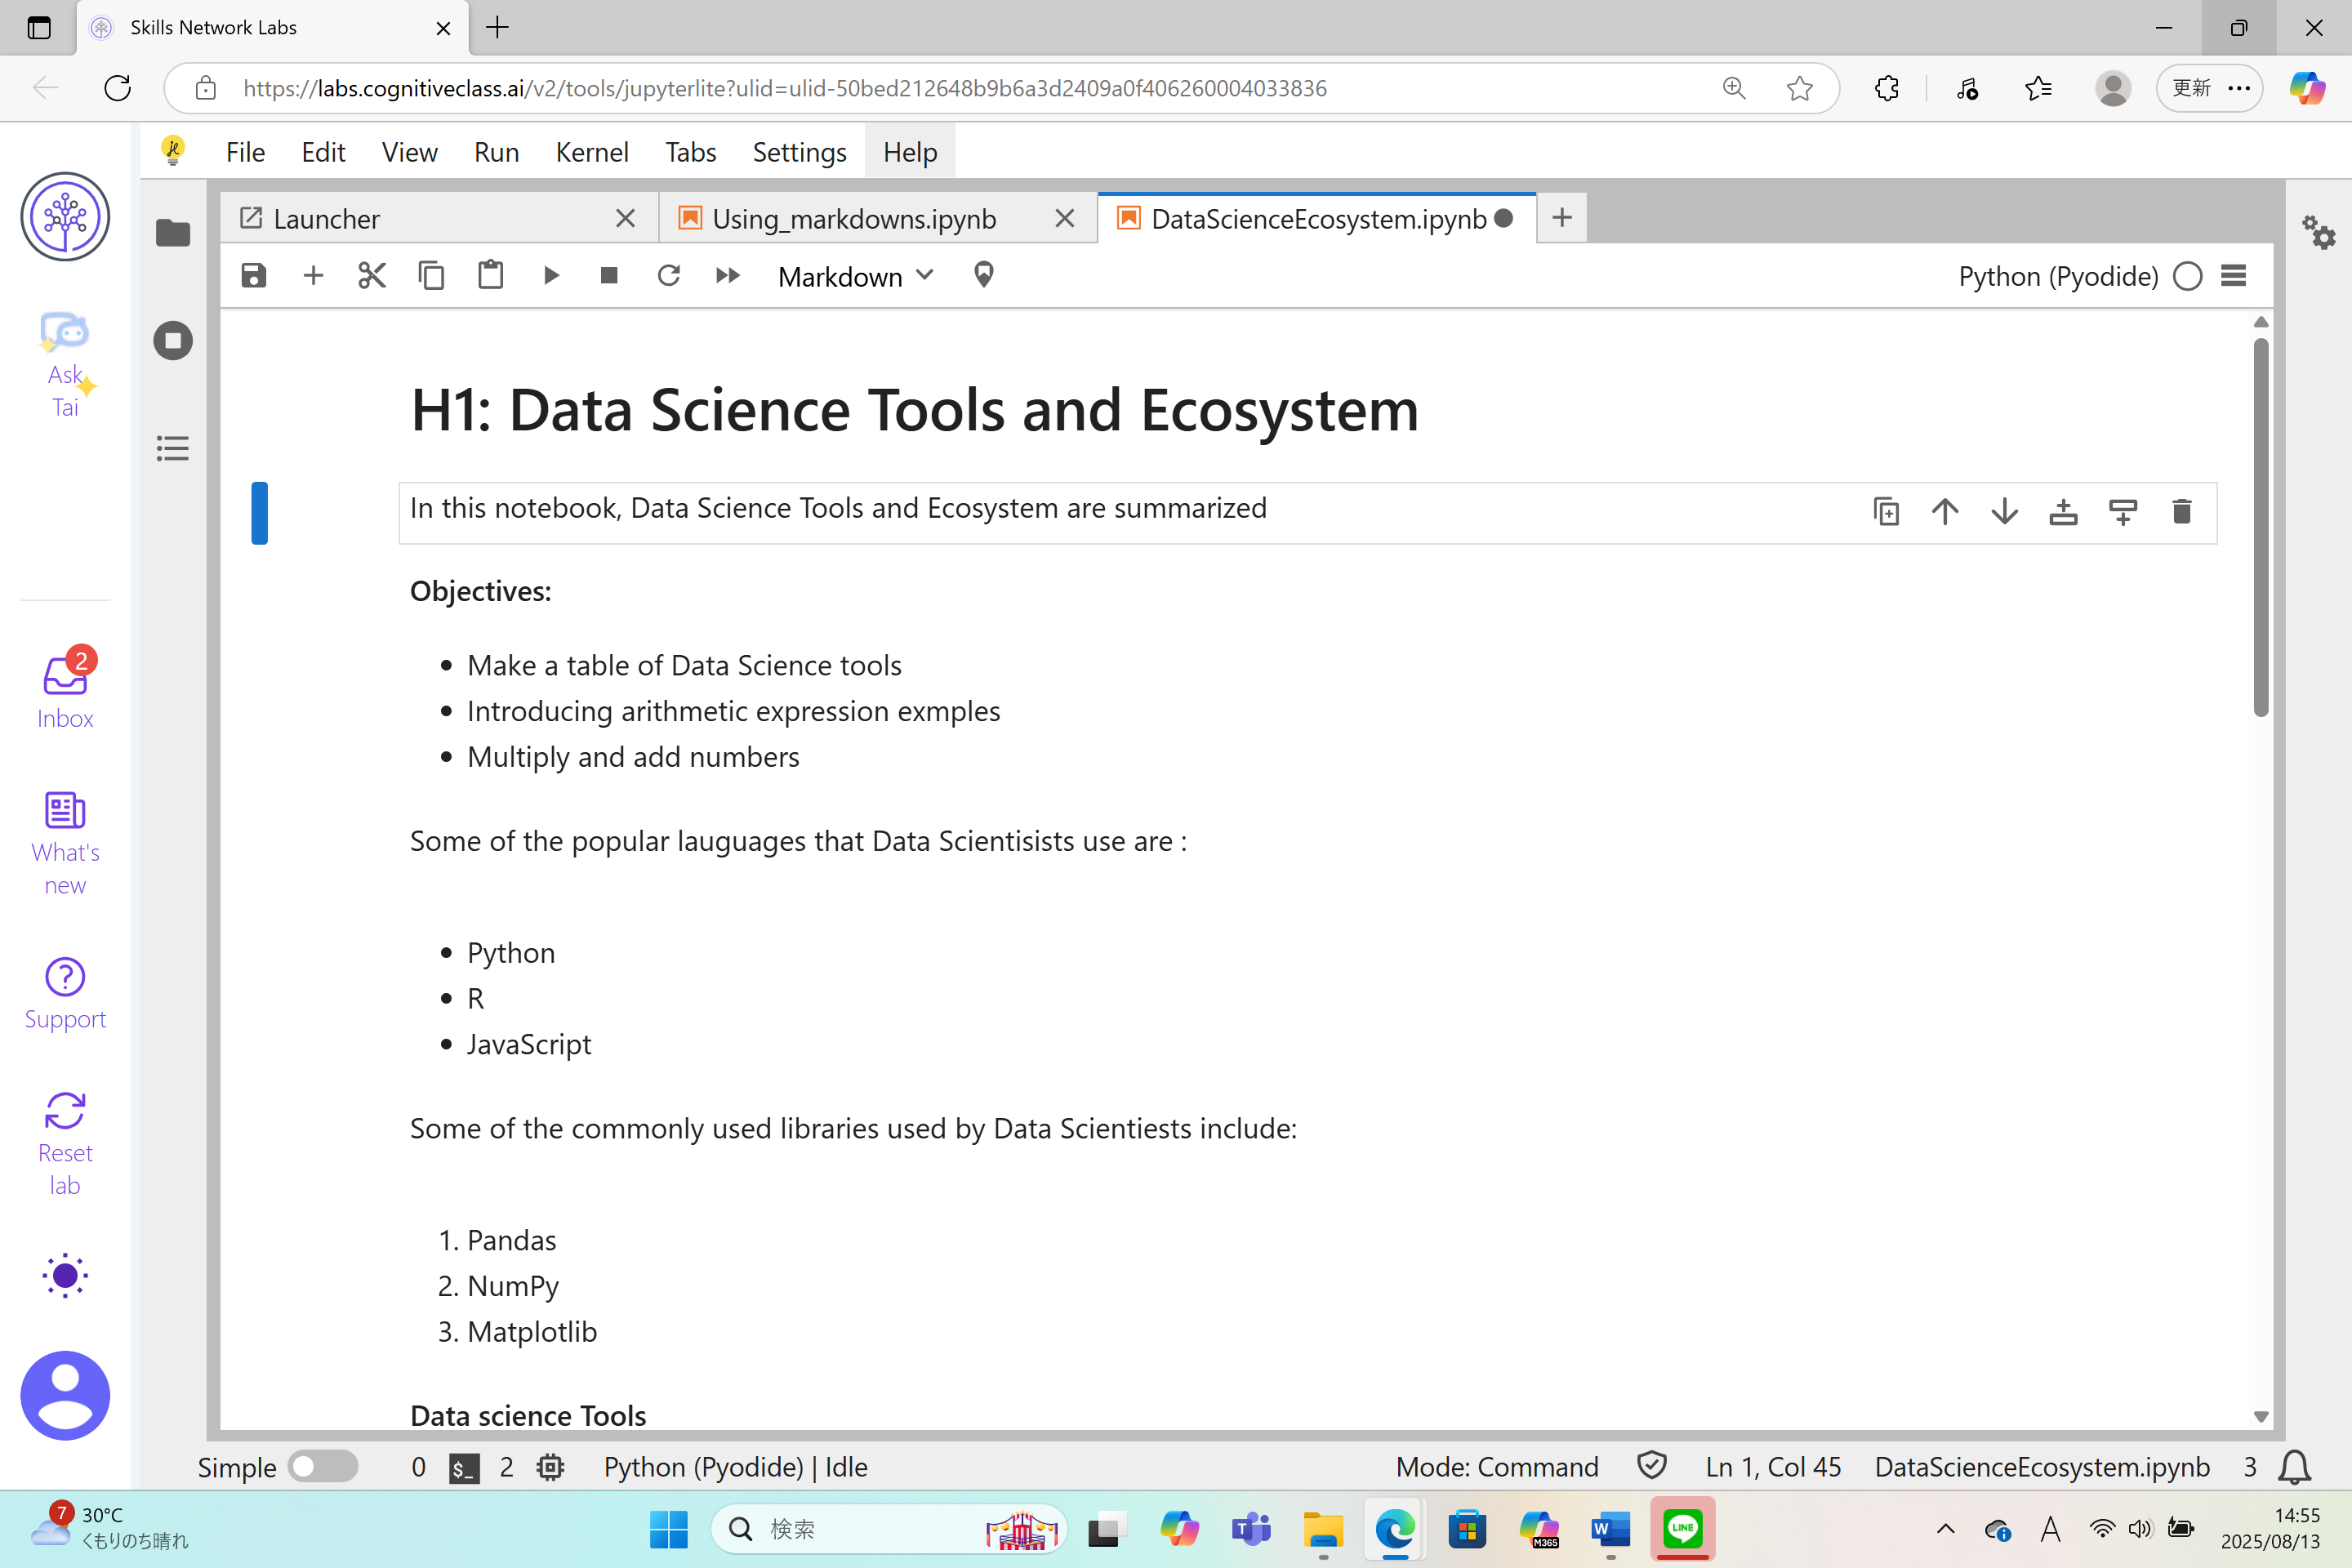 Skills Network Labs
https://labs.cognitiveclass.ai/v2/tools/jupyterlite?ulid=ulid-50bed212648b9b6a3d2409a0f406260004033836
更新
File Edit View Run Kernel Tabs Settings Help
Launcher
Using_markdowns.ipynb
DataScienceEcosystem.ipynb
Markdown
Python (Pyodide)
Ask
Tai
2
Inbox
What's
new
Support
Reset
lab
H1: Data Science Tools and Ecosystem
In this notebook, Data Science Tools and Ecosystem are summarized
Objectives:
Make a table of Data Science tools
Introducing arithmetic expression exmples
Multiply and add numbers
Some of the popular lauguages that Data Scientisists use are :
Python
R
JavaScript
Some of the commonly used libraries used by Data Scientiests include:
1. Pandas
2. NumPy
3. Matplotlib
Data science Tools
Simple 0 $_ 2 Python (Pyodide) | Idle Mode: Command Ln 1, Col 45 DataScienceEcosystem.ipynb 3
7
30°C
くもりのち晴れ
検索
T
M365
W
LINE
A
14:55
2025/08/13